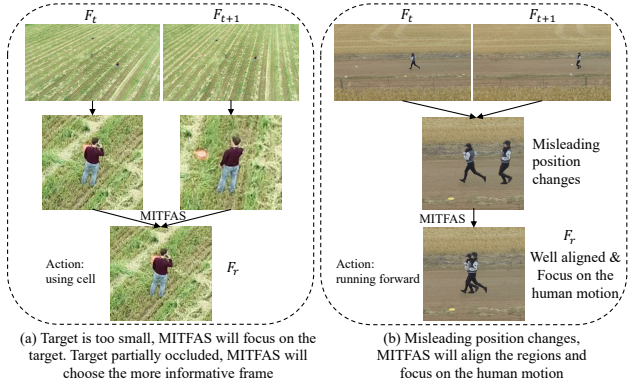 F_t
F_{t+1}
F_t
F_{t+1}
Misleading
position
changes
MITFAS
MITFAS
Action:
using cell
F_r
Action:
running forward
F_r
Well aligned &
Focus on the
human motion
(a) Target is too small, MITFAS will focus on the
target. Target partially occluded, MITFAS will
choose the more informative frame
(b) Misleading position changes,
MITFAS will align the regions and
focus on the human motion